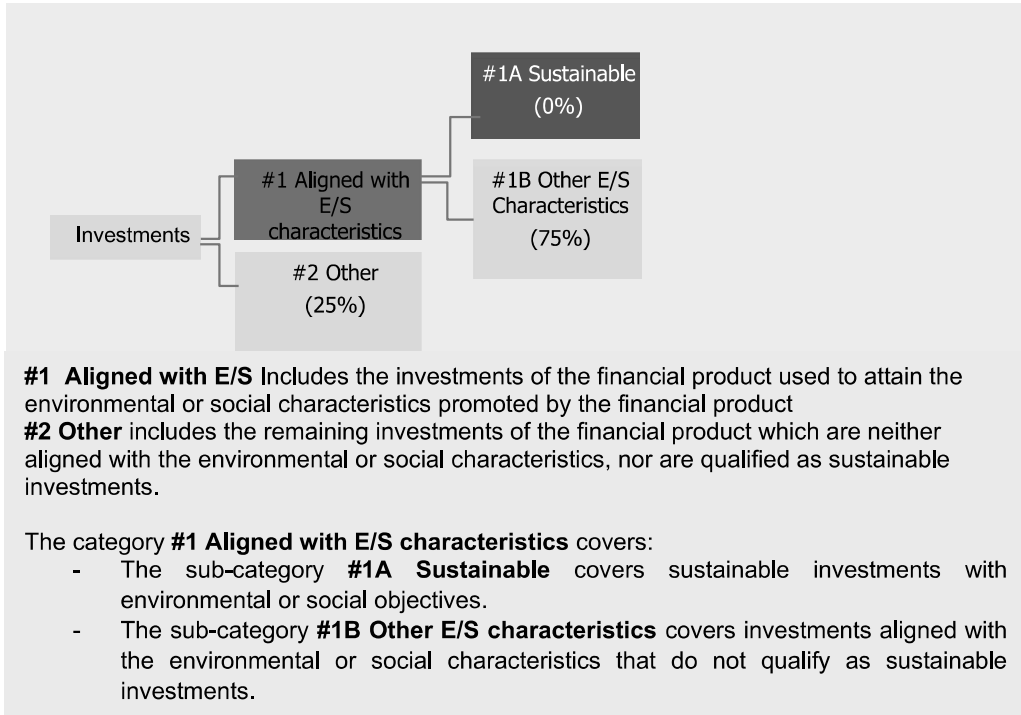 #1A Sustainable
(0%)
#1 Aligned with
E/S
characteristics
#1B Other E/S
Characteristics
(75%)
Investments
#2 Other
(25%)
#1 Aligned with E/S Includes the investments of the financial product used to attain the
environmental or social characteristics promoted by the financial product
#2 Other includes the remaining investments of the financial product which are neither
aligned with the environmental or social characteristics, nor are qualified as sustainable
investments.
The category #1 Aligned with E/S characteristics covers:
- The sub-category #1A Sustainable covers sustainable investments with
environmental or social objectives.
- The sub-category #1B Other E/S characteristics covers investments aligned with
the environmental or social characteristics that do not qualify as sustainable
investments.